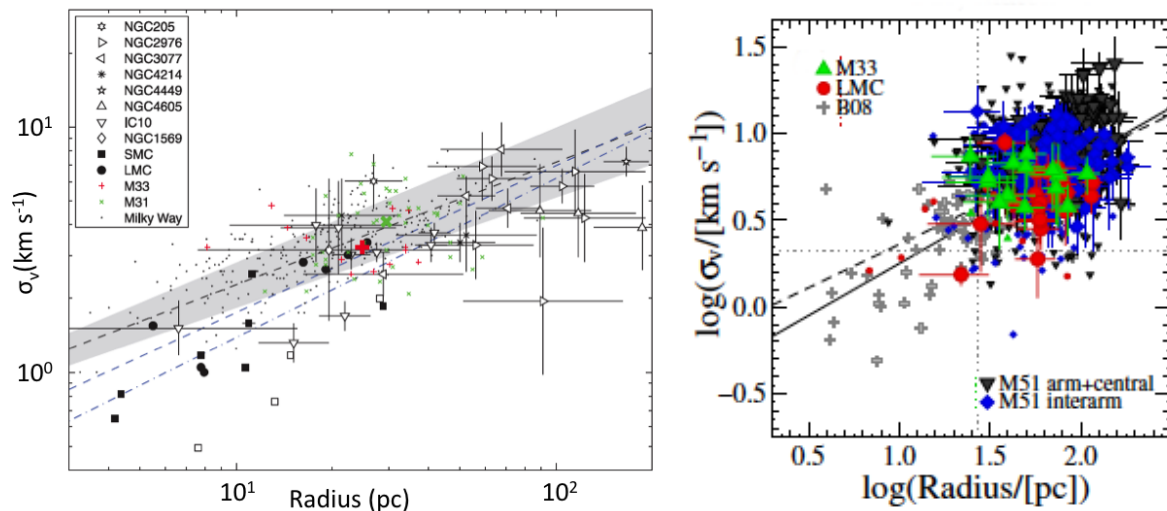 NGC205
NGC2976
NGC3077
NGC4214
NGC4449
NGC4605
IC10
NGC1569
SMC
LMC
M33
M31
Milky Way
10¹
10⁰
σᵥ(km s⁻¹)
10¹
10²
Radius (pc)
M33
LMC
B08
M51 arm+central
M51 interarm
1.5
1.0
0.5
0.0
−0.5
log(σᵥ/[km s⁻¹])
0.5
1.0
1.5
2.0
log(Radius/[pc])